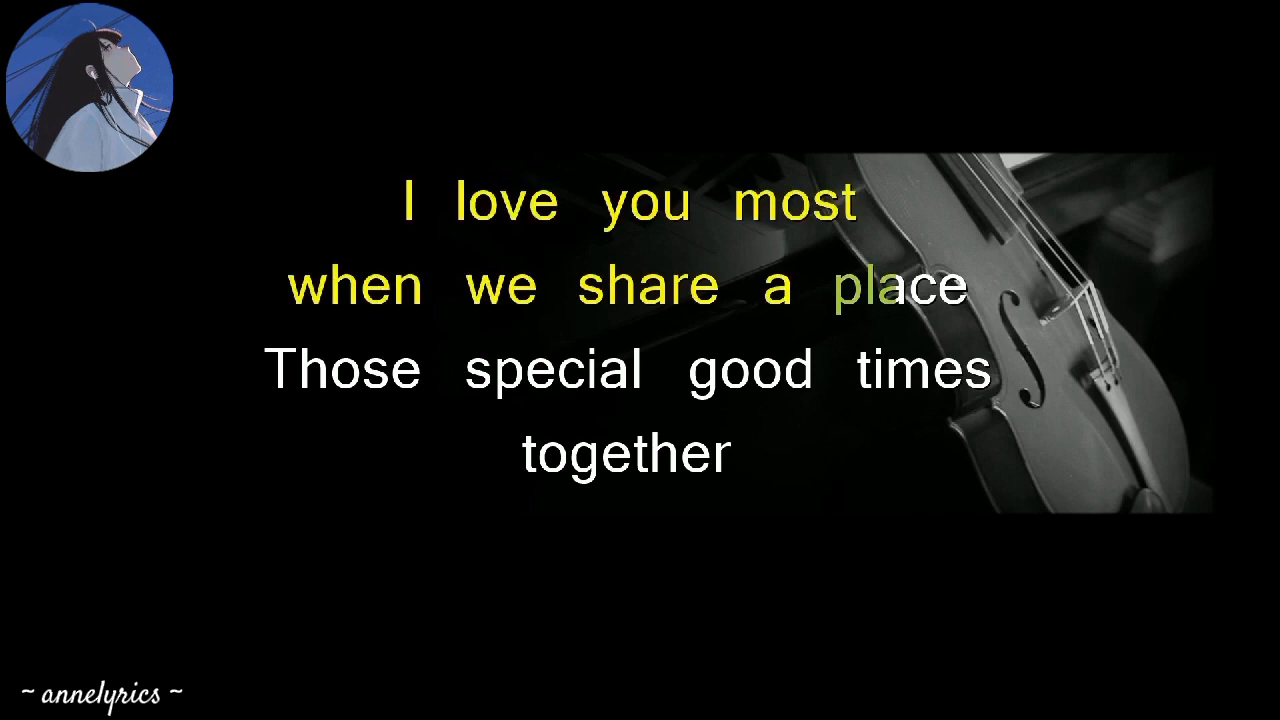 I love you most
when we share a place
Those special good times
together
~ annelyrics ~